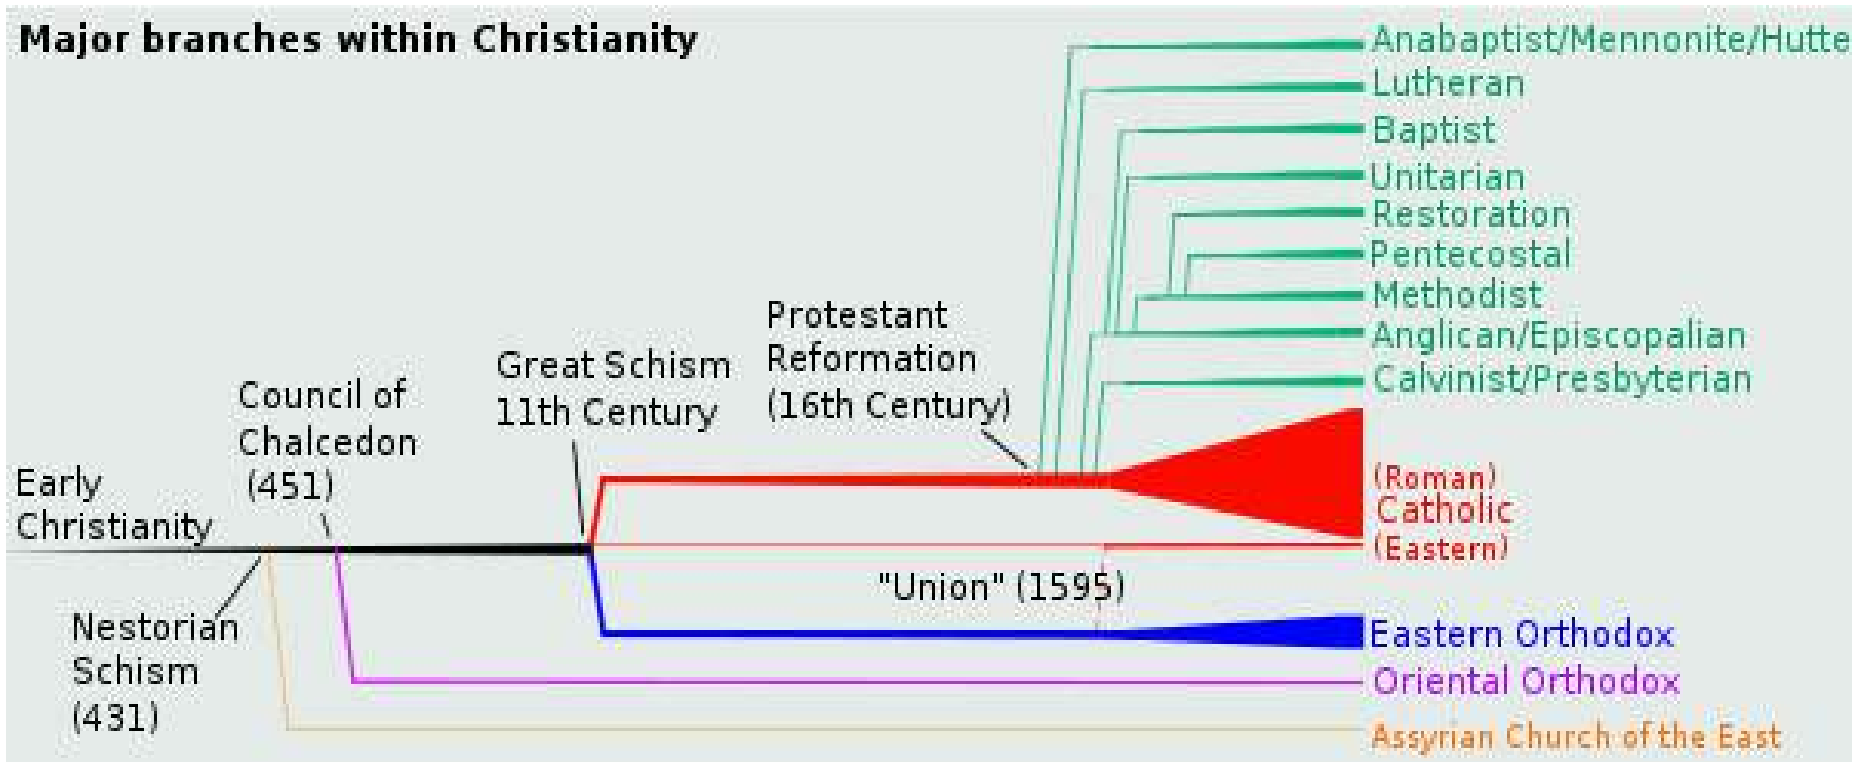 Major branches within Christianity
Anabaptist/Mennonite/Hutte
Lutheran
Baptist
Unitarian
Restoration
Pentecostal
Methodist
Anglican/Episcopalian
Calvinist/Presbyterian
Protestant
Reformation
(16th Century)
Great Schism
11th Century
Council of
Chalcedon
(451)
Early
Christianity
(Roman)
Catholic
(Eastern)
"Union" (1595)
Nestorian
Schism
(431)
Eastern Orthodox
Oriental Orthodox
Assyrian Church of the East